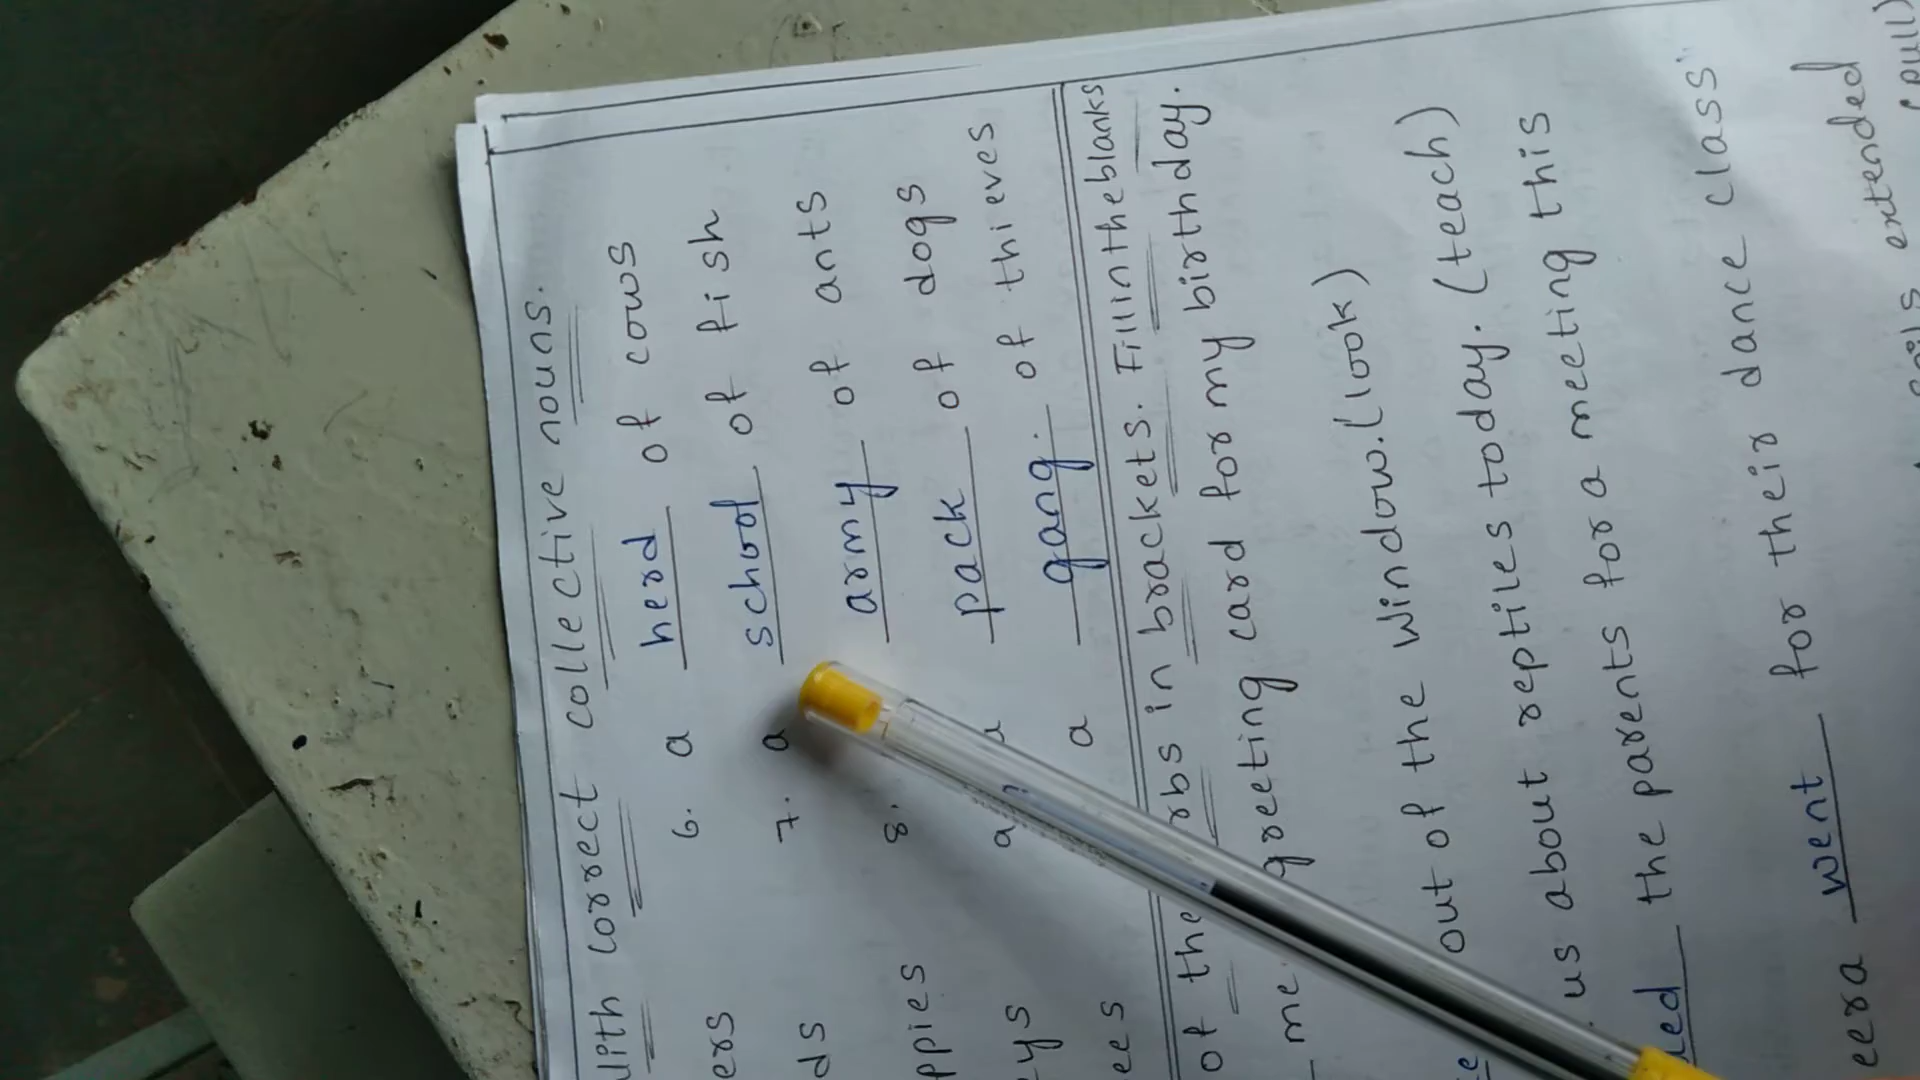 with correct collective nouns.
ers 6. a herd of cows
ds 7. a school of fish
ppies 8. army of ants
ys a pack of dogs
ees a gang. of thieves
of the rbs in brackets. Fill in the blanks
me greeting card for my birthday.
out of the window. (look)
us about reptiles today. (teach)
led the parents for a meeting this
eera went for their dance class
extended